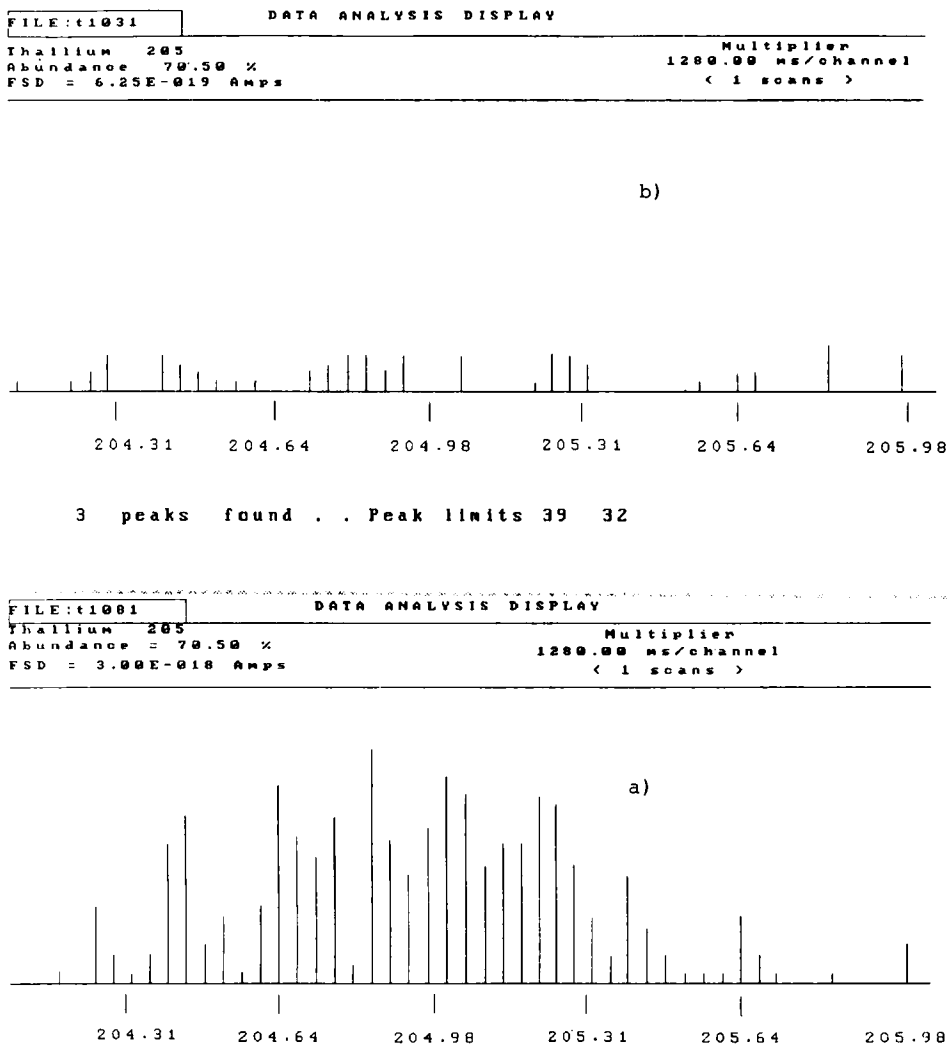 FILE:t1031
DATA ANALYSIS DISPLAY
Thallium 205
Abundance 70.50 %
FSD = 6.25E-019 Amps
Multiplier
1280.00 ms/channel
< 1 scans >
b)
204.31 204.64 204.98 205.31 205.64 205.98
3 peaks found . . Peak limits 39 32
FILE:t1081
DATA ANALYSIS DISPLAY
Thallium 205
Abundance = 70.50 %
FSD = 3.00E-018 Amps
Multiplier
1280.00 ms/channel
< 1 scans >
a)
204.31 204.64 204.98 205.31 205.64 205.98